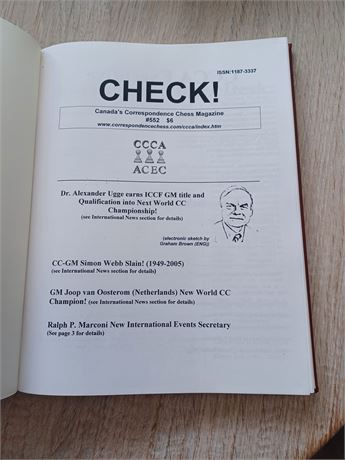 ISSN:1187-3337
CHECK!
Canada's Correspondence Chess Magazine
#552 $6
www.correspondencechess.com/ccca/index.htm
CCCA
ACEC
Dr. Alexander Ugge earns ICCF GM title and
Qualification into Next World CC
Championship!
(see International News section for details)
(electronic sketch by
Graham Brown (ENG))
CC-GM Simon Webb Slain! (1949-2005)
(see International News section for details)
GM Joop van Oosterom (Netherlands) New World CC
Champion! (see International News section for details)
Ralph P. Marconi New International Events Secretary
(See page 3 for details)